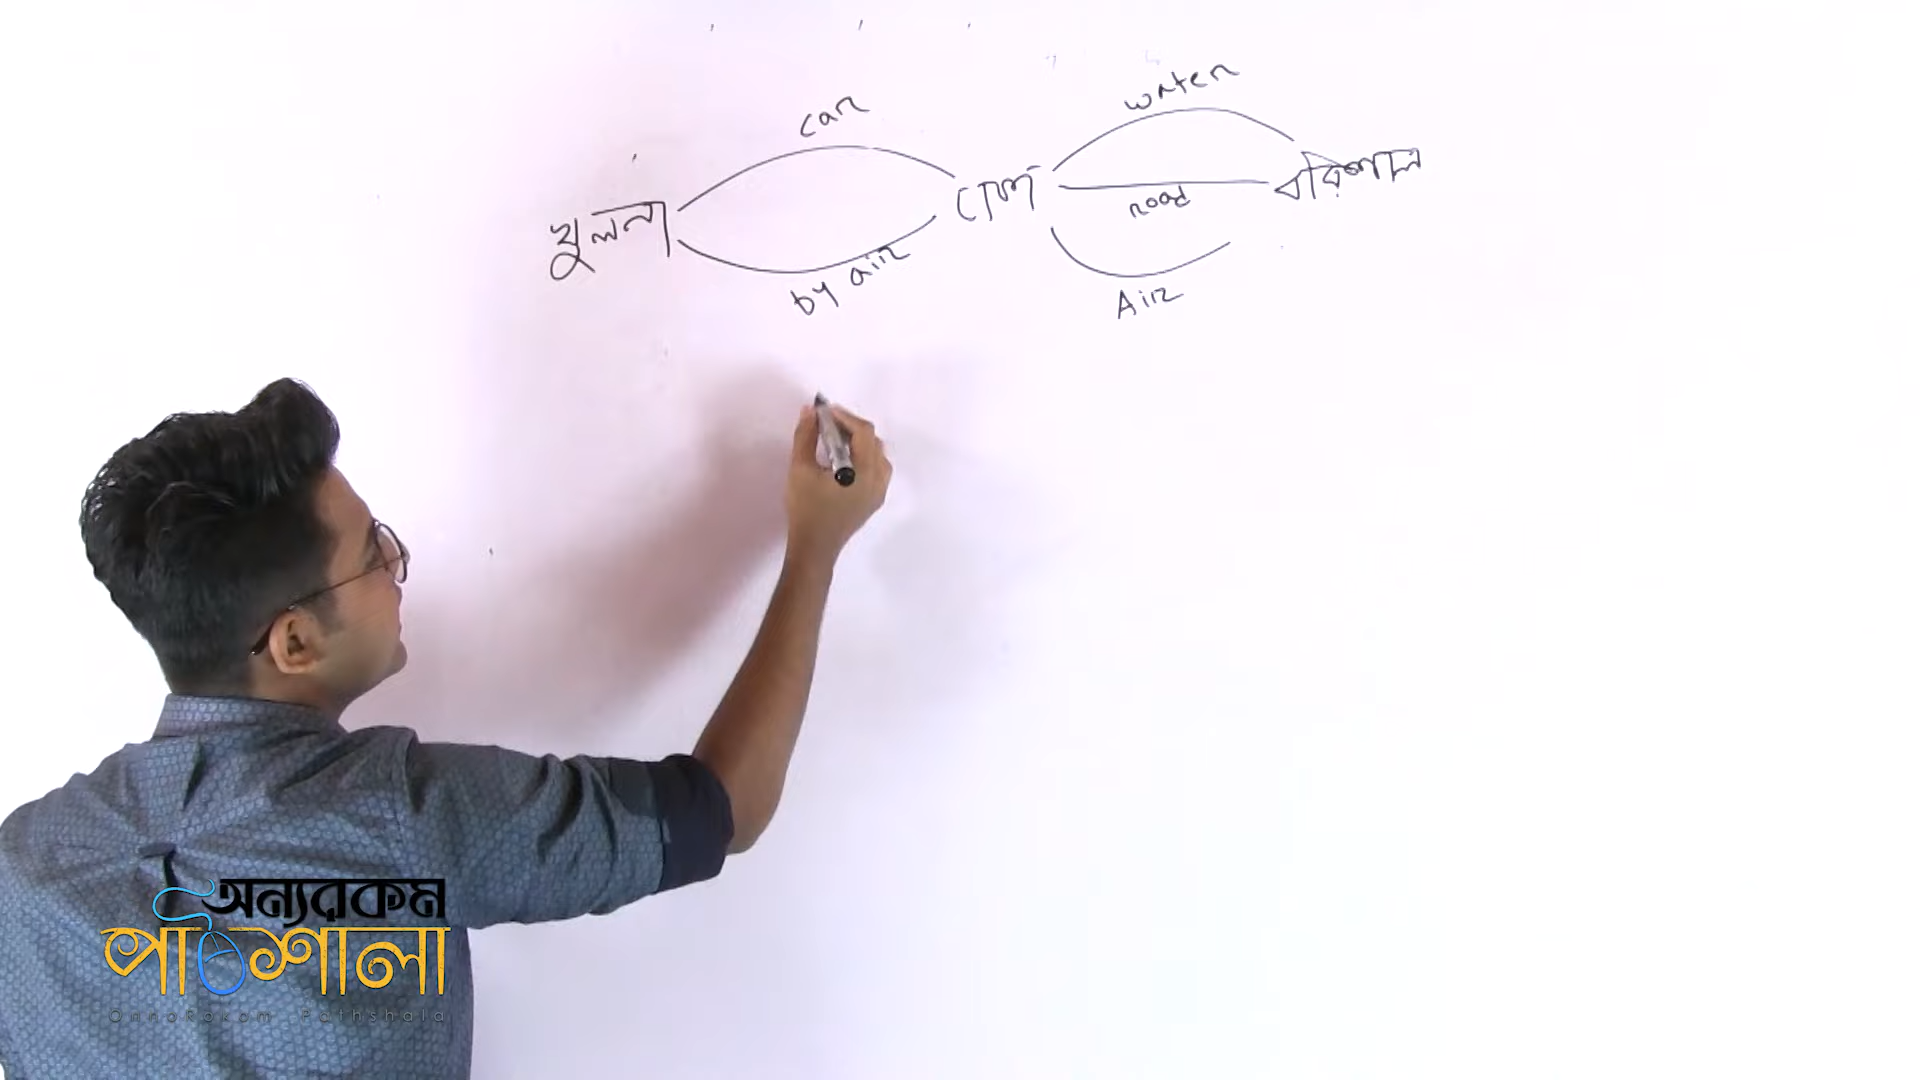 water
car
খুলনা
বরিশাল
road
by air
Air
অন্যরকম
পাঠশালা
OnnoRokom Pathshala